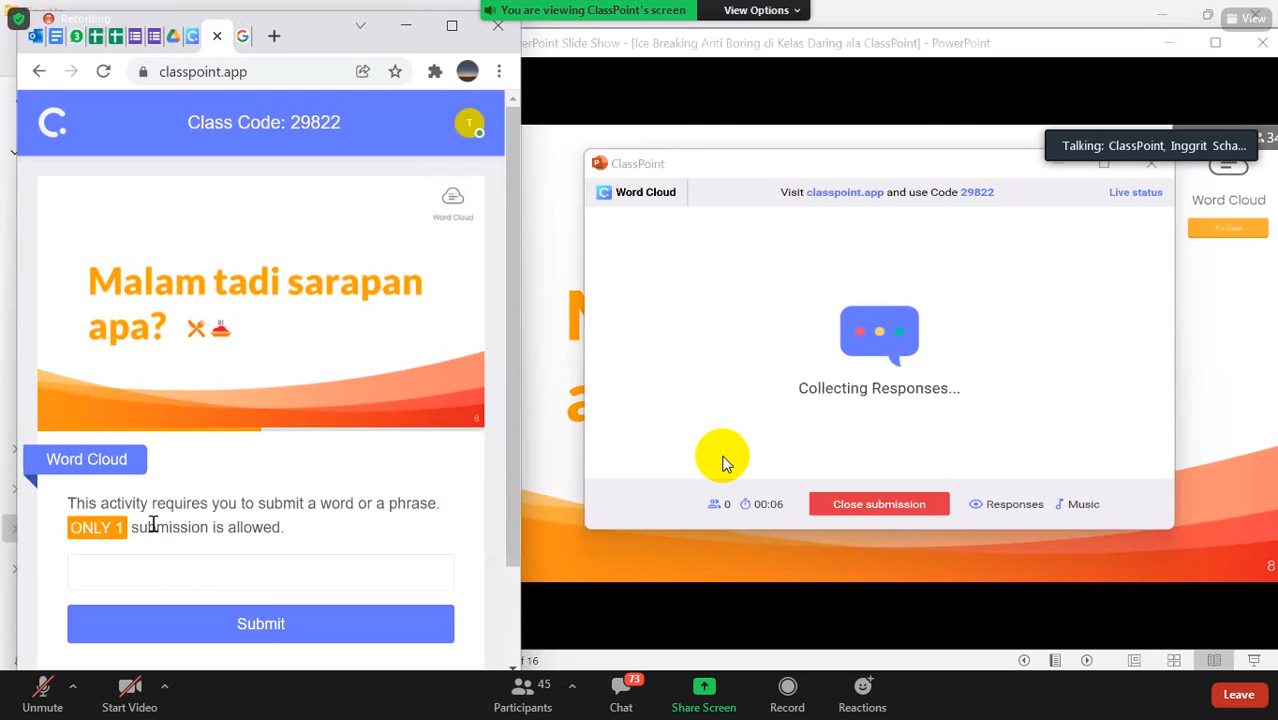 Recording
You are viewing ClassPoint's screen
View Options
View
PowerPoint Slide Show - [Ice Breaking Anti Boring di Kelas Daring ala ClassPoint] - PowerPoint
classpoint.app
Class Code: 29822
T
Word Cloud
Malam tadi sarapan
apa?
8
Word Cloud
This activity requires you to submit a word or a phrase.
ONLY 1 submission is allowed.
Submit
Talking: ClassPoint, Inggrit Scha...
34
ClassPoint
Word Cloud
Visit classpoint.app and use Code 29822
Live status
Word Cloud
Collecting Responses...
0
00:06
Close submission
Responses
Music
8
of 16
Unmute
Start Video
45
Participants
73
Chat
Share Screen
Record
Reactions
Leave